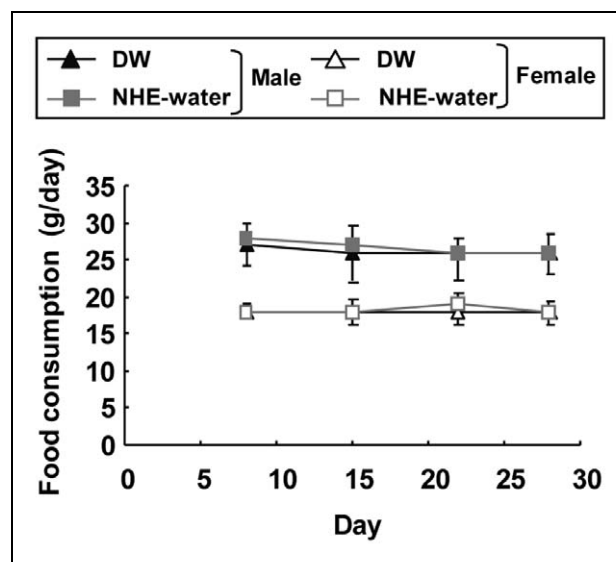 DW Male DW Female
NHE-water NHE-water
Food consumption (g/day)
35
30
25
20
15
10
5
0
0 5 10 15 20 25 30
Day